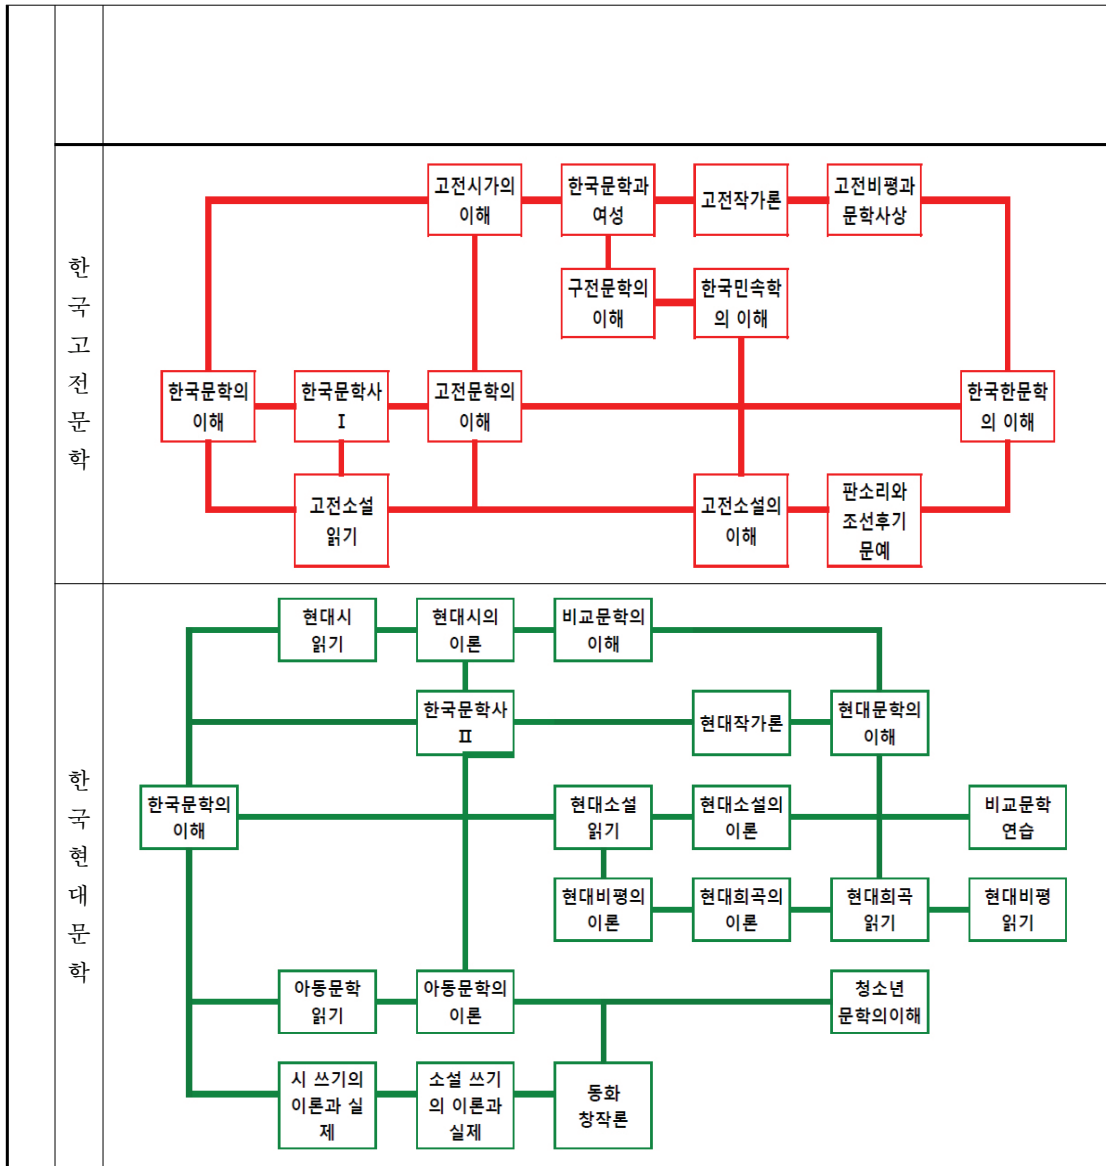 한
국
고
전
문
학
고전시가의
이해
한국문학과
여성
고전작가론
고전비평과
문학사상
구전문학의
이해
한국민속학
의 이해
한국문학의
이해
한국문학사
Ⅰ
고전문학의
이해
한국한문학
의 이해
고전소설
읽기
고전소설의
이해
판소리와
조선후기
문예
한
국
현
대
문
학
현대시
읽기
현대시의
이론
비교문학의
이해
한국문학사
Ⅱ
현대작가론
현대문학의
이해
한국문학의
이해
현대소설
읽기
현대소설의
이론
비교문학
연습
현대비평의
이론
현대희곡의
이론
현대희곡
읽기
현대비평
읽기
아동문학
읽기
아동문학의
이론
청소년
문학의이해
시 쓰기의
이론과 실
제
소설 쓰기
의 이론과
실제
동화
창작론